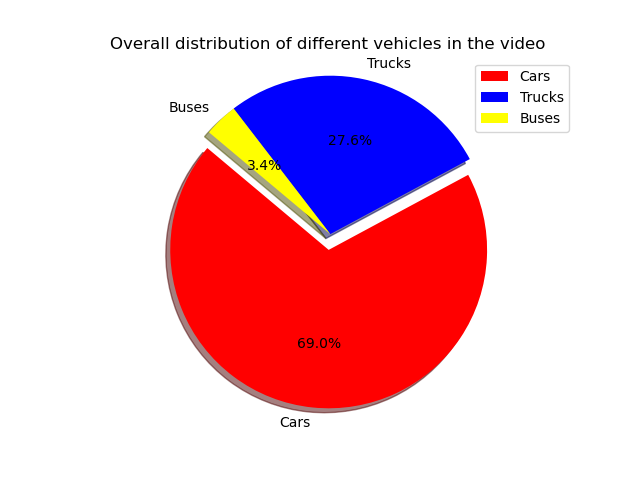 Overall distribution of different vehicles in the video
Trucks
Cars
Trucks
Buses
Buses
27.6%
3.4%
69.0%
Cars